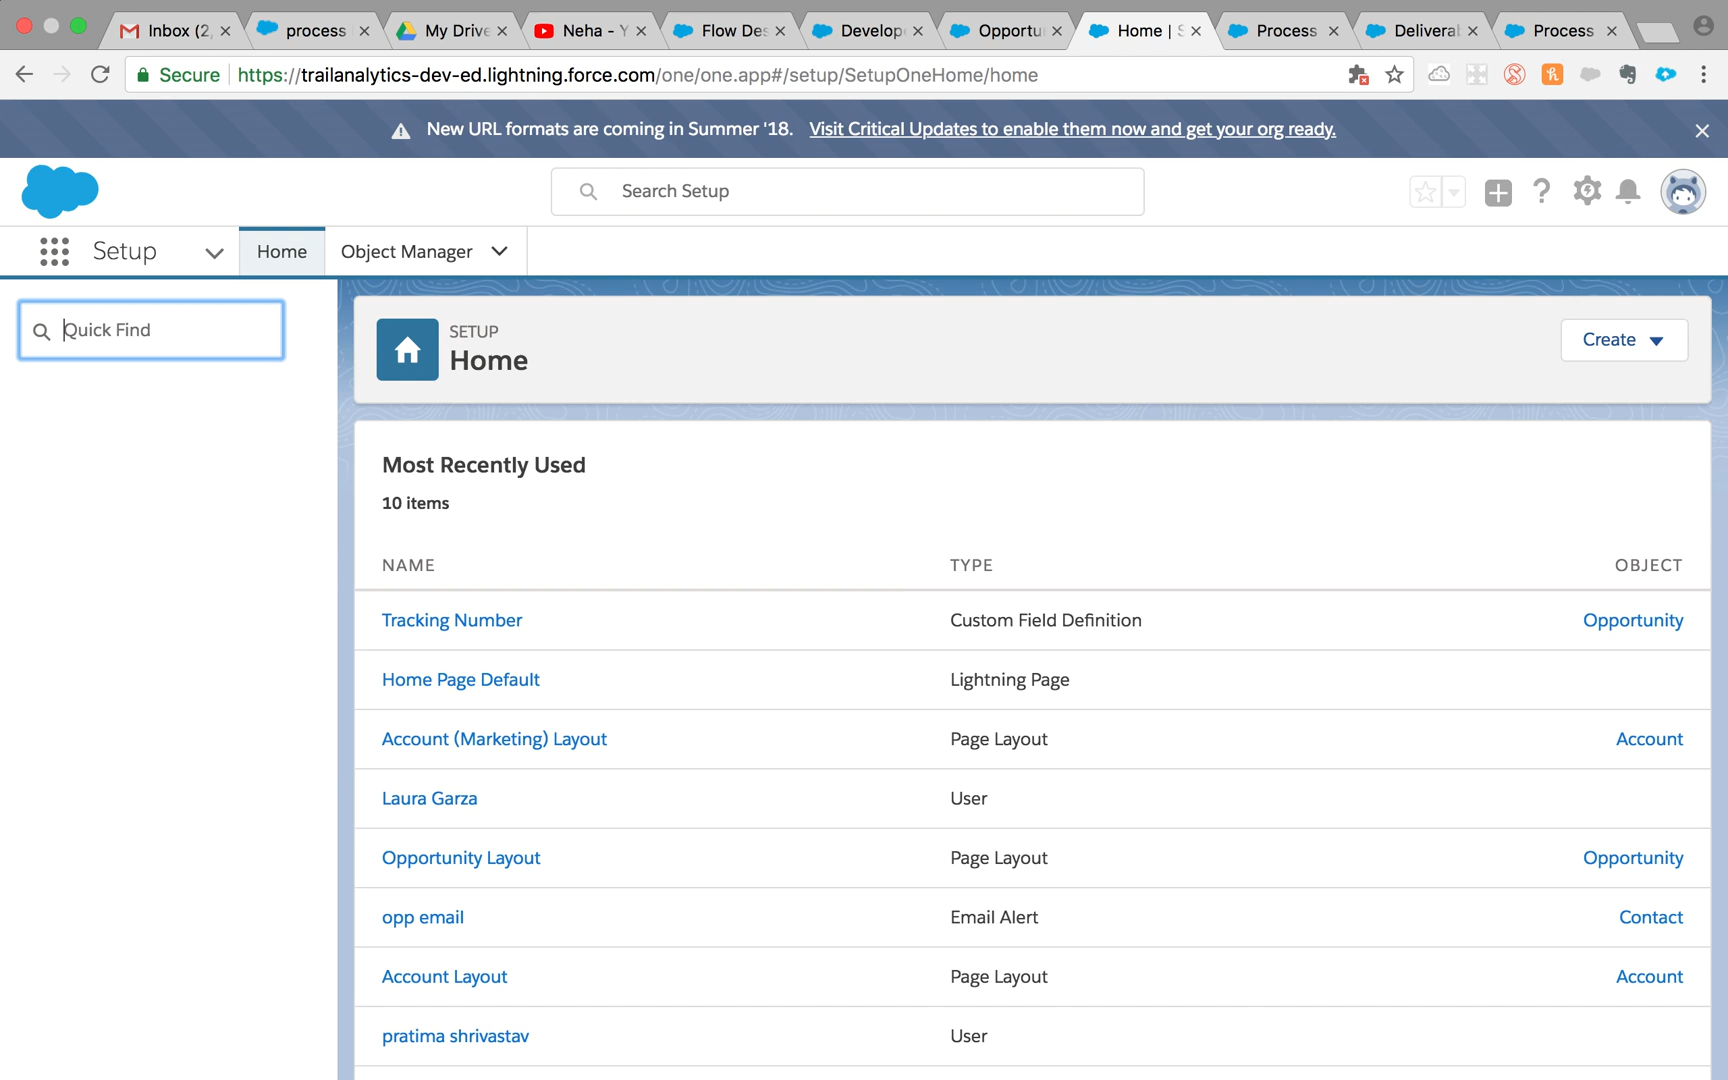 Inbox (2,
process
My Drive
Neha - Y
Flow Des
Develop
Opportu
Home | S
Process
Deliverab
Process
Secure https://trailanalytics-dev-ed.lightning.force.com/one/one.app#/setup/SetupOneHome/home
New URL formats are coming in Summer '18. Visit Critical Updates to enable them now and get your org ready.
Search Setup
Setup
Home
Object Manager
Quick Find
SETUP
Home
Create
Most Recently Used
10 items
NAME TYPE OBJECT
Tracking Number Custom Field Definition Opportunity
Home Page Default Lightning Page
Account (Marketing) Layout Page Layout Account
Laura Garza User
Opportunity Layout Page Layout Opportunity
opp email Email Alert Contact
Account Layout Page Layout Account
pratima shrivastav User